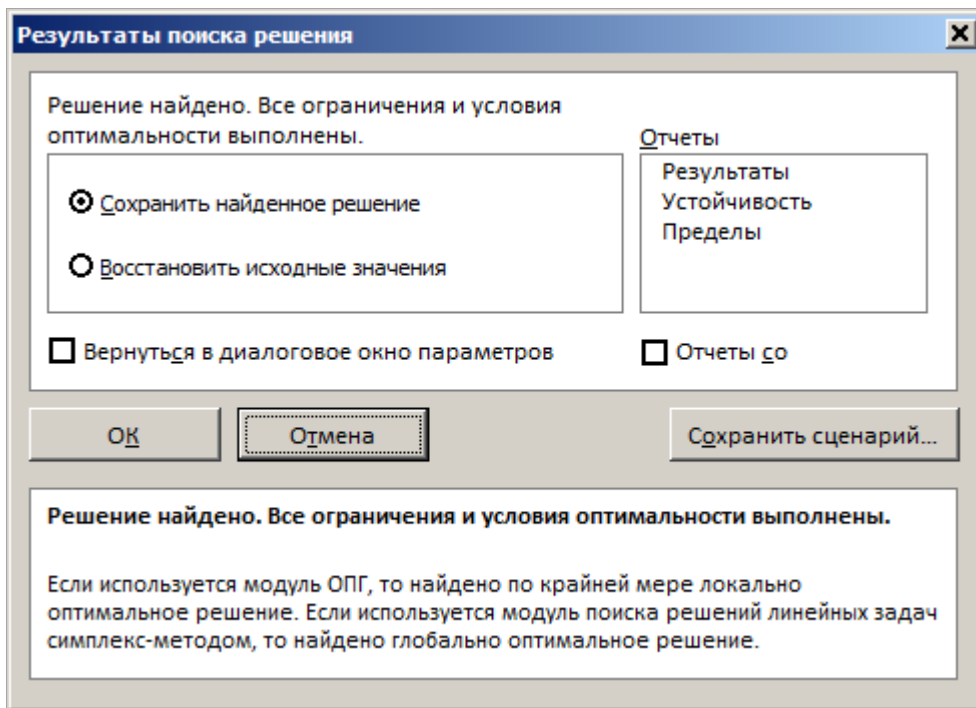 Результаты поиска решения
Решение найдено. Все ограничения и условия
оптимальности выполнены.
Отчеты
Сохранить найденное решение
Восстановить исходные значения
Результаты
Устойчивость
Пределы
Вернуться в диалоговое окно параметров
Отчеты со
ОК
Отмена
Сохранить сценарий...
Решение найдено. Все ограничения и условия оптимальности выполнены.
Если используется модуль ОПГ, то найдено по крайней мере локально
оптимальное решение. Если используется модуль поиска решений линейных задач
симплекс-методом, то найдено глобально оптимальное решение.